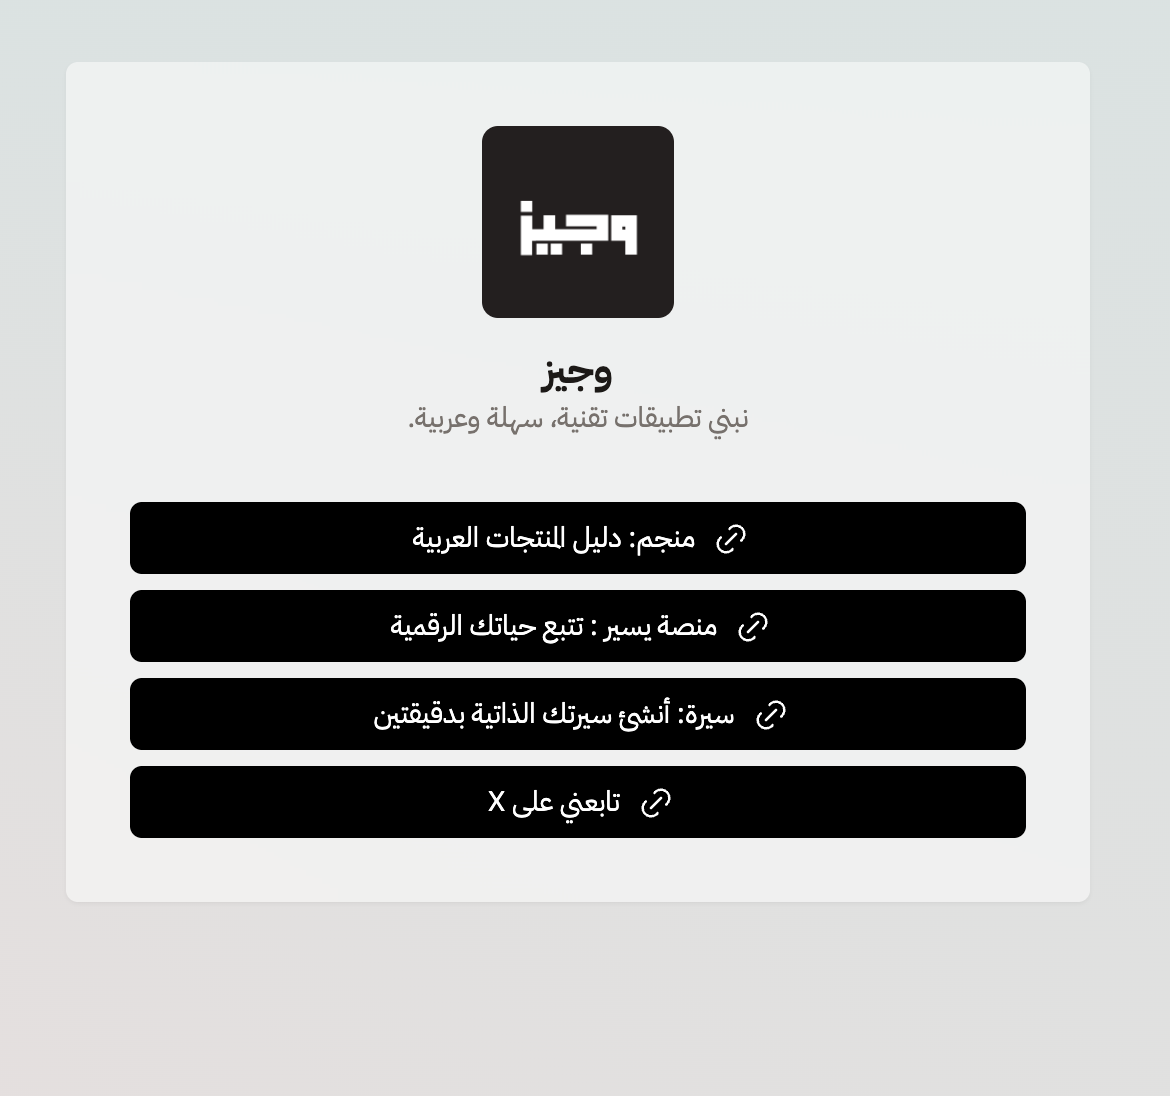 وجيز
وجيز
نبني تطبيقات تقنية، سهلة وعربية.
منجم: دليل المنتجات العربية
منصة يسير : تتبع حياتك الرقمية
سيرة: أنشئ سيرتك الذاتية بدقيقتين
تابعني على X